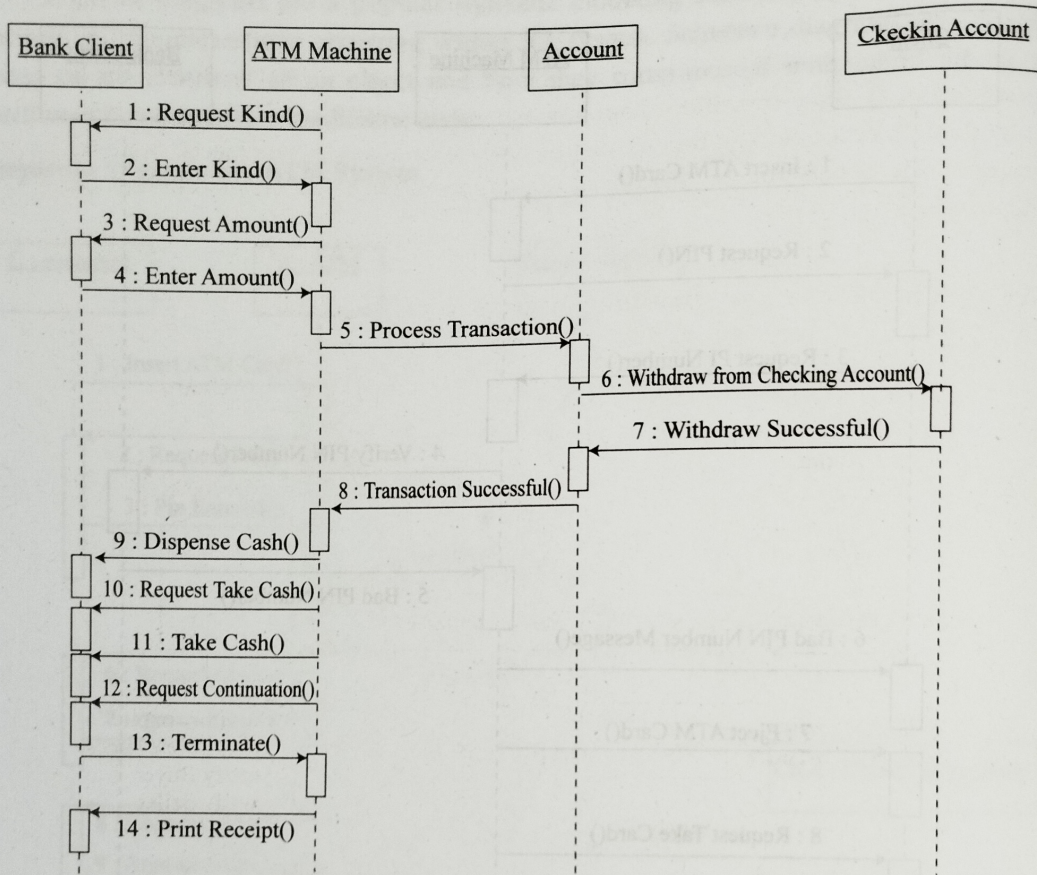 Bank Client
ATM Machine
Account
Ckeckin Account
1 : Request Kind()
2 : Enter Kind()
3 : Request Amount()
4 : Enter Amount()
5 : Process Transaction()
6 : Withdraw from Checking Account()
7 : Withdraw Successful()
8 : Transaction Successful()
9 : Dispense Cash()
10 : Request Take Cash()
11 : Take Cash()
12 : Request Continuation()
13 : Terminate()
14 : Print Receipt()